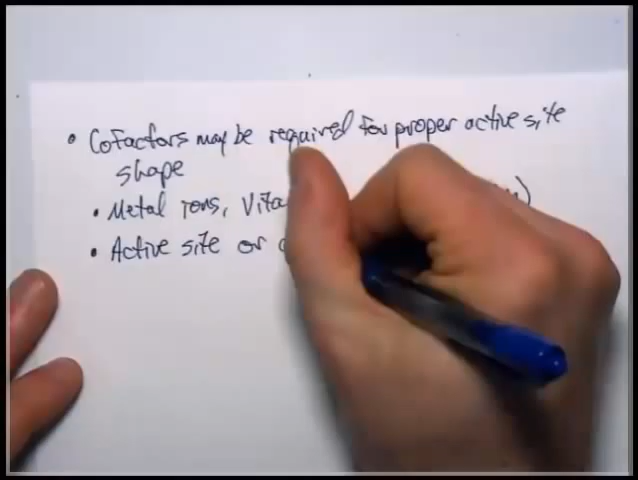 • Cofactors may be required for proper active site
shape
• Metal ions, Vita
• Active site or